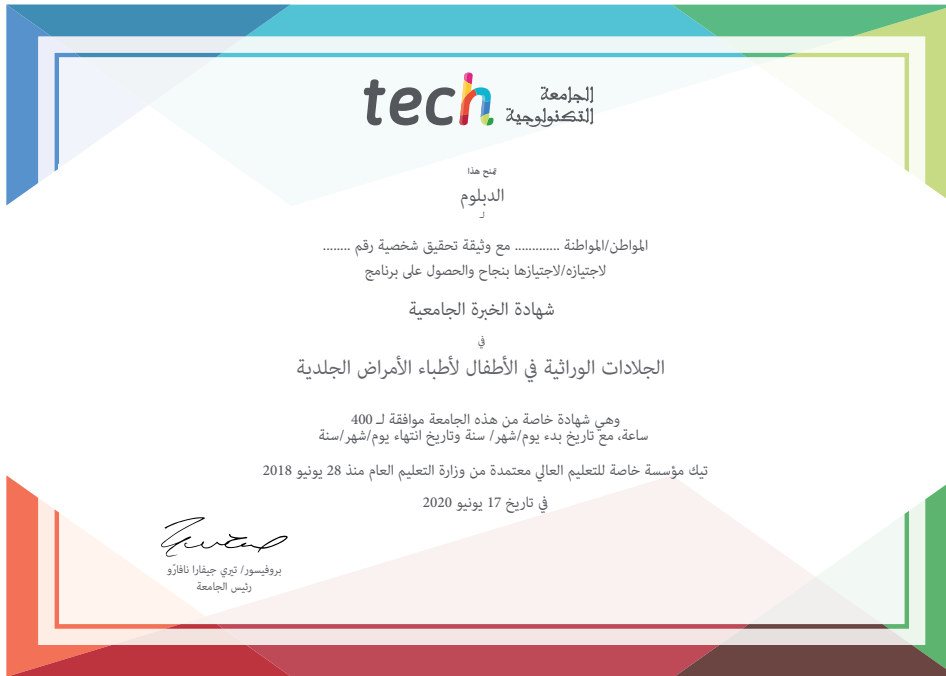 tech الجامعة
التكنولوجية
يمنح هذا
الدبلوم
لـ
المواطن/المواطنة ............ مع وثيقة تحقيق شخصية رقم ........
لاجتيازه/لاجتيازها بنجاح والحصول على برنامج
شهادة الخبرة الجامعية
في
الجلادات الوراثية في الأطفال لأطباء الأمراض الجلدية
وهي شهادة خاصة من هذه الجامعة موافقة لـ 400
ساعة، مع تاريخ بدء يوم/شهر/ سنة وتاريخ انتهاء يوم/شهر/سنة
تيك مؤسسة خاصة للتعليم العالي معتمدة من وزارة التعليم العام منذ 28 يونيو 2018
في تاريخ 17 يونيو 2020
بروفيسور/ تيري جيفارا نافارو
رئيس الجامعة